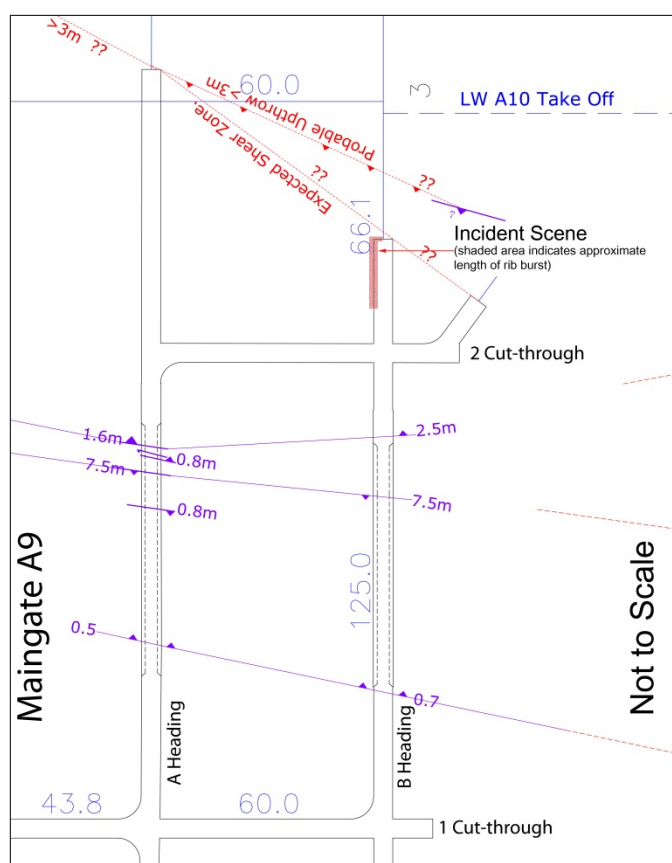 <3m
??
60.0
3
LW A10 Take Off
Probable Upthrow >3m
??
Expected Shear Zone.
??
?
66.1
Incident Scene
(shaded area indicates approximate
length of rib burst)
??
2 Cut-through
1.6m
0.8m
2.5m
7.5m
7.5m
0.8m
Maingate A9
125.0
Not to Scale
0.5
0.7
A Heading
B Heading
43.8
60.0
1 Cut-through